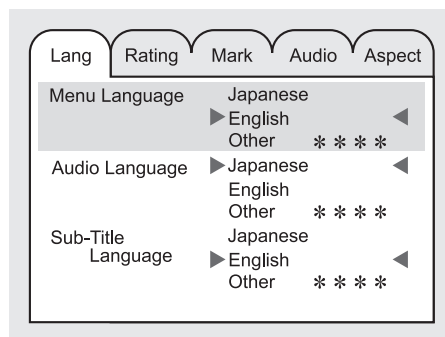 Lang Rating Mark Audio Aspect
Menu Language Japanese
▶English ◀
Other ****
Audio Language ▶Japanese ◀
English
Other ****
Sub-Title Japanese
Language ▶English ◀
Other ****